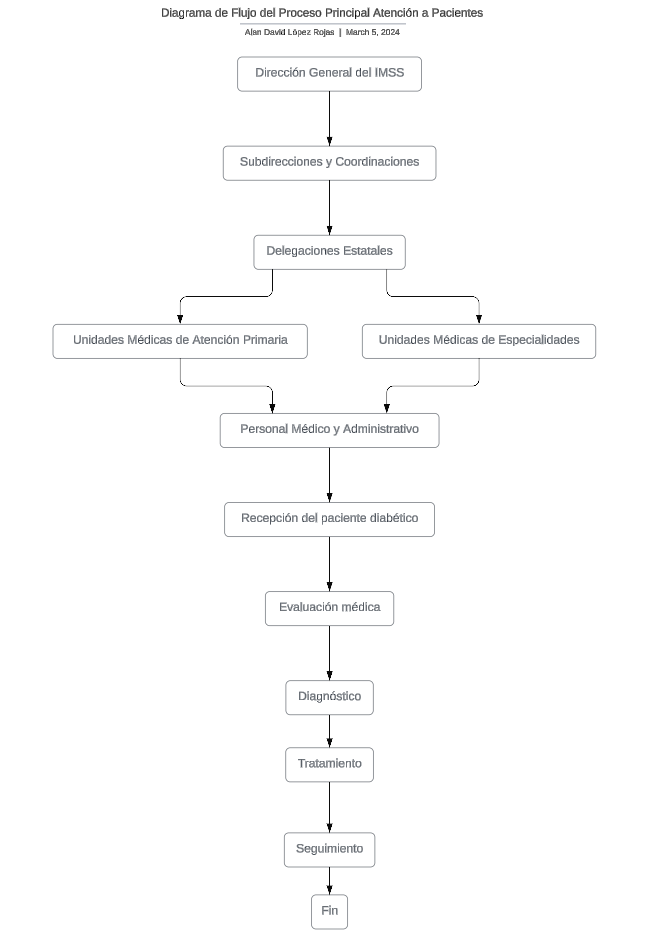 Diagrama de Flujo del Proceso Principal Atención a Pacientes
Alan David López Rojas | March 5, 2024
Dirección General del IMSS
Subdirecciones y Coordinaciones
Delegaciones Estatales
Unidades Médicas de Atención Primaria
Unidades Médicas de Especialidades
Personal Médico y Administrativo
Recepción del paciente diabético
Evaluación médica
Diagnóstico
Tratamiento
Seguimiento
Fin